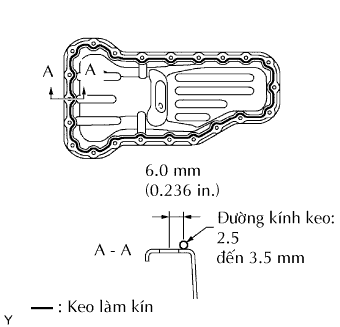 A
A
6.0 mm
(0.236 in.)
Đường kính keo:
2.5
đến 3.5 mm
A - A
: Keo làm kín
Y